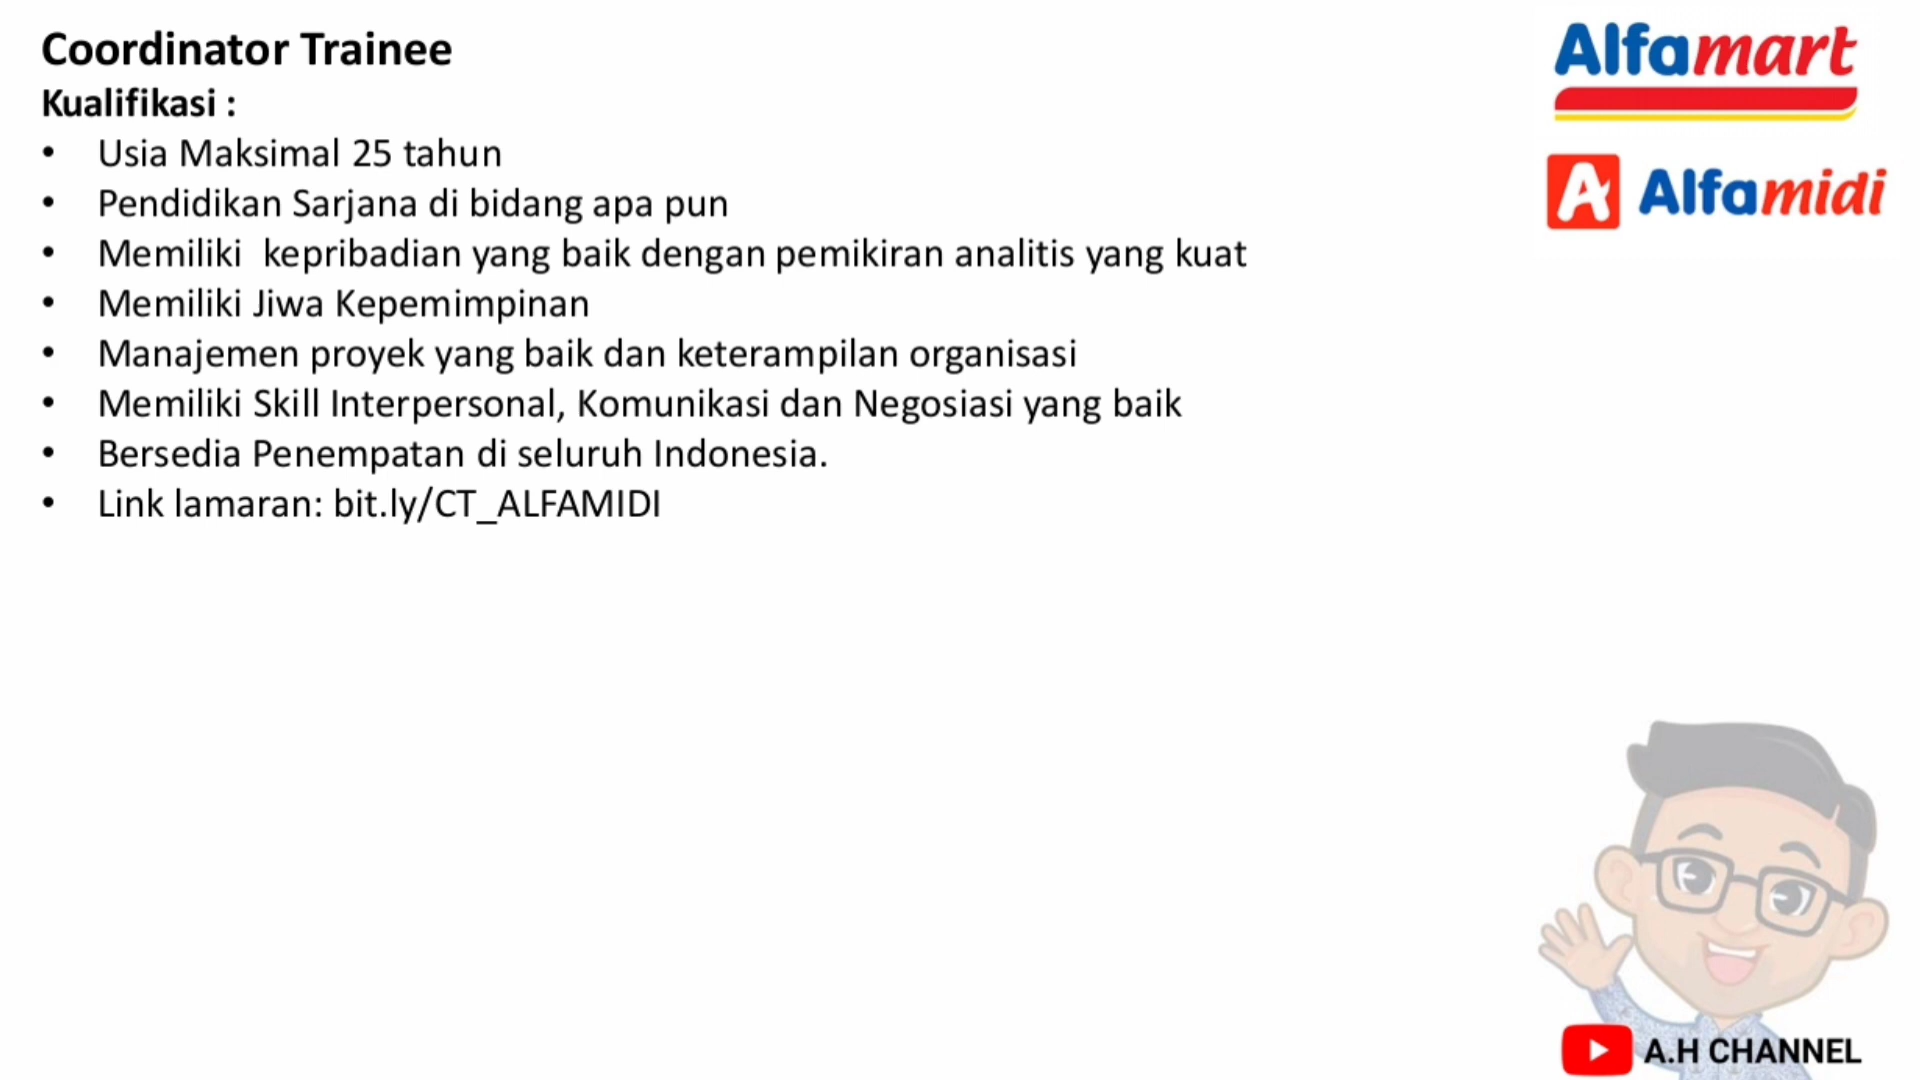 Coordinator Trainee
Kualifikasi :
• Usia Maksimal 25 tahun
• Pendidikan Sarjana di bidang apa pun
• Memiliki  kepribadian yang baik dengan pemikiran analitis yang kuat
• Memiliki Jiwa Kepemimpinan
• Manajemen proyek yang baik dan keterampilan organisasi
• Memiliki Skill Interpersonal, Komunikasi dan Negosiasi yang baik
• Bersedia Penempatan di seluruh Indonesia.
• Link lamaran: bit.ly/CT_ALFAMIDI
Alfamart
A Alfamidi
A.H CHANNEL